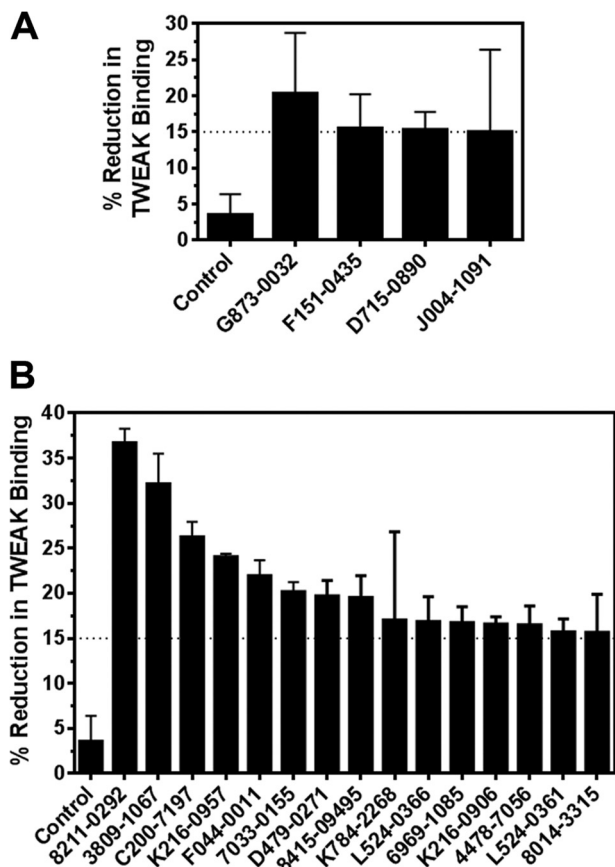 A
% Reduction in
TWEAK Binding
30
25
20
15
10
5
0
Control
G873-0032
F151-0435
D715-0890
J004-1091
B
% Reduction in TWEAK Binding
40
35
30
25
20
15
10
5
0
Control
8211-0292
3809-1067
C200-7197
K216-0957
F044-0011
7033-0155
D479-0271
8415-09495
K784-2268
L524-0366
6969-1085
K216-0906
4478-7056
L524-0361
8014-3315